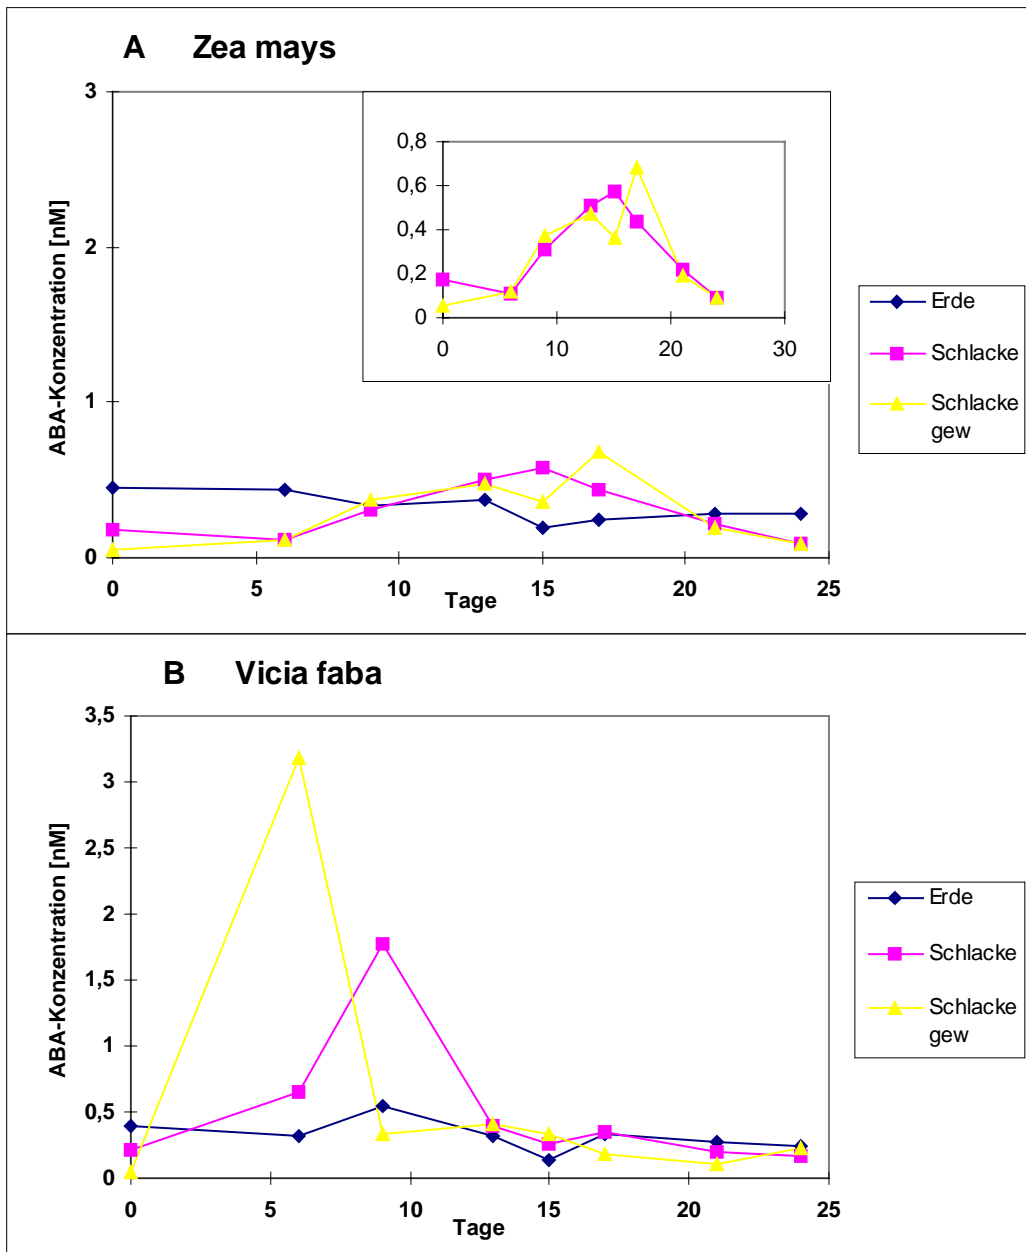 A Zea mays
3
2
1
0
ABA-Konzentration [nM]
0,8
0,6
0,4
0,2
0
0 10 20 30
0 5 10 15 20 25
Tage
Erde
Schlacke
Schlacke
gew
B Vicia faba
3,5
3
2,5
2
1,5
1
0,5
0
ABA-Konzentration [nM]
0 5 10 15 20 25
Tage
Erde
Schlacke
Schlacke
gew